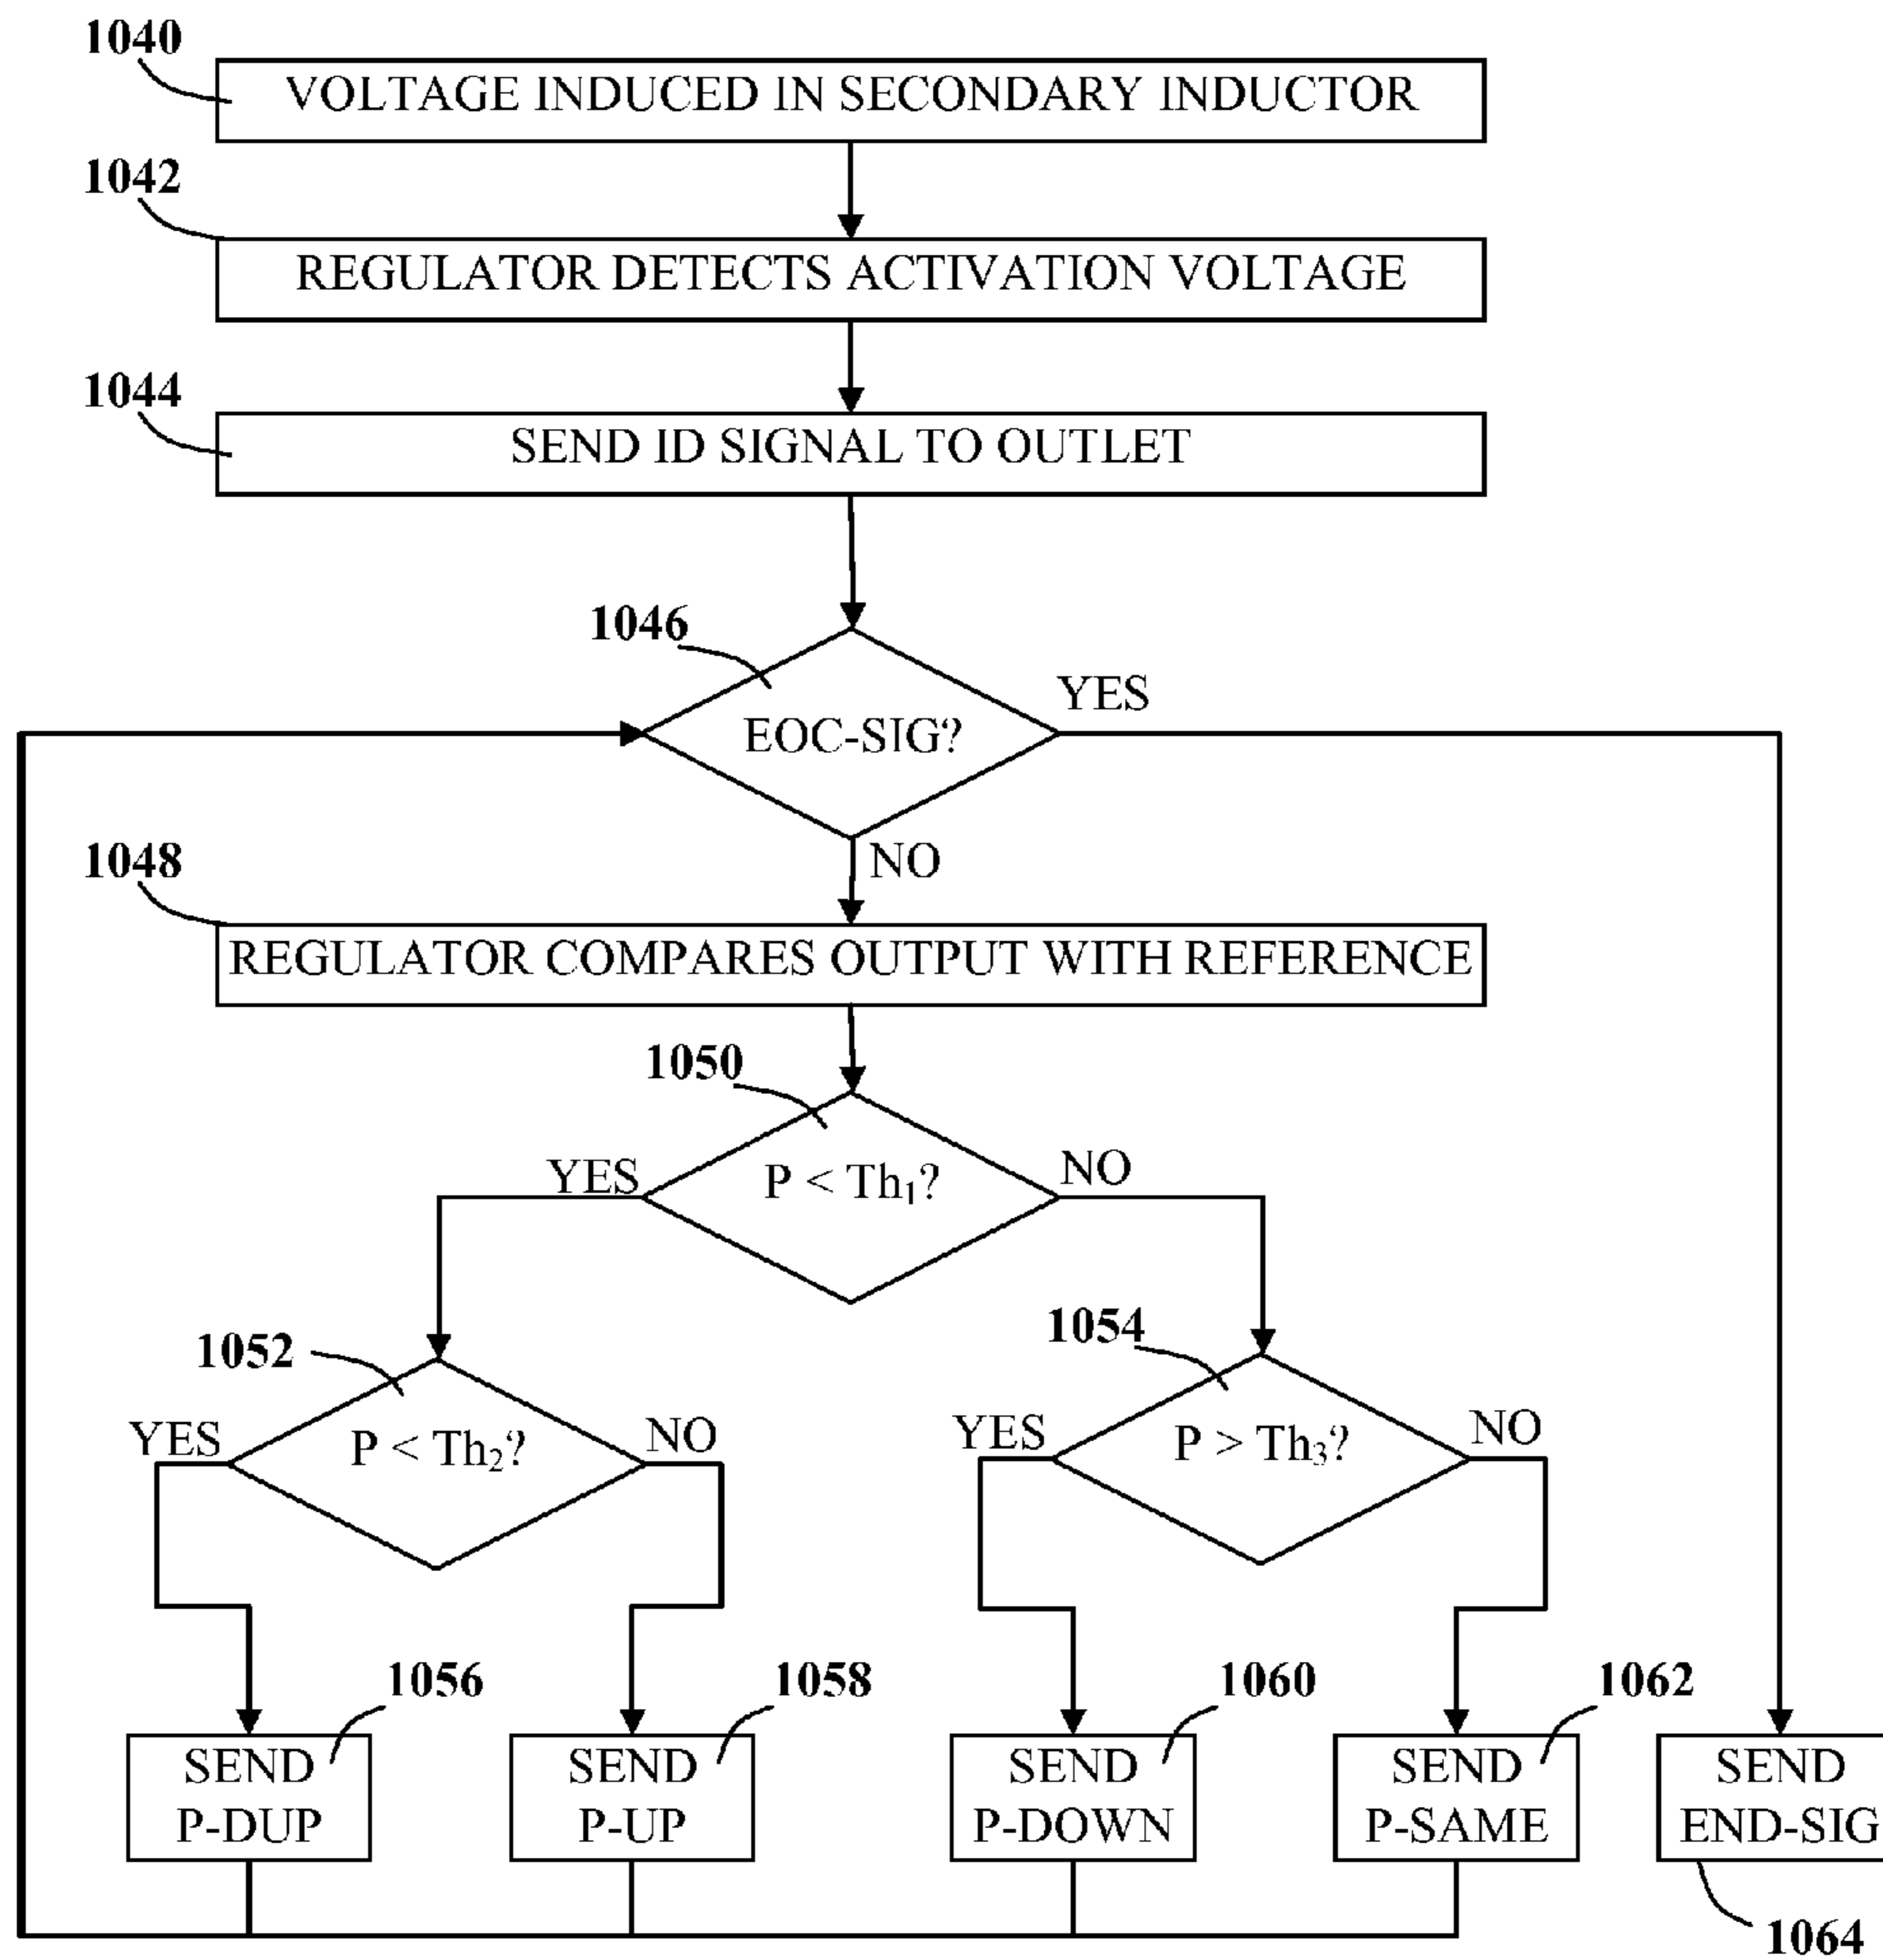 1040
VOLTAGE INDUCED IN SECONDARY INDUCTOR
1042
REGULATOR DETECTS ACTIVATION VOLTAGE
1044
SEND ID SIGNAL TO OUTLET
1046
YES
EOC-SIG?
NO
1048
REGULATOR COMPARES OUTPUT WITH REFERENCE
1050
YES
P < Th₁?
NO
1052
YES
P < Th₂?
NO
1054
YES
P > Th₃?
NO
1056
SEND
P-DUP
1058
SEND
P-UP
1060
SEND
P-DOWN
1062
SEND
P-SAME
SEND
END-SIG
1064